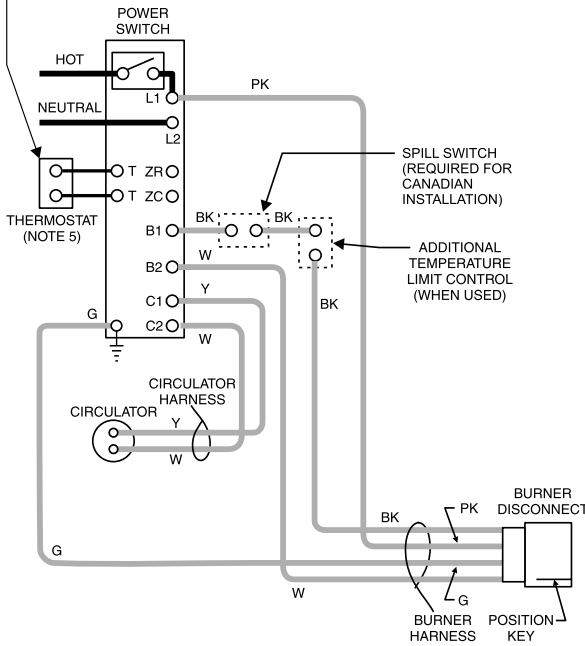 POWER
SWITCH
HOT
L1
PK
NEUTRAL
L2
T ZR
T ZC
THERMOSTAT
(NOTE 5)
SPILL SWITCH
(REQUIRED FOR
CANADIAN
INSTALLATION)
B1
BK
BK
ADDITIONAL
TEMPERATURE
LIMIT CONTROL
(WHEN USED)
B2
W
C1
Y
BK
G
C2
W
CIRCULATOR
HARNESS
CIRCULATOR
Y
W
BURNER
DISCONNECT
PK
BK
G
W
G
BURNER
HARNESS
POSITION
KEY